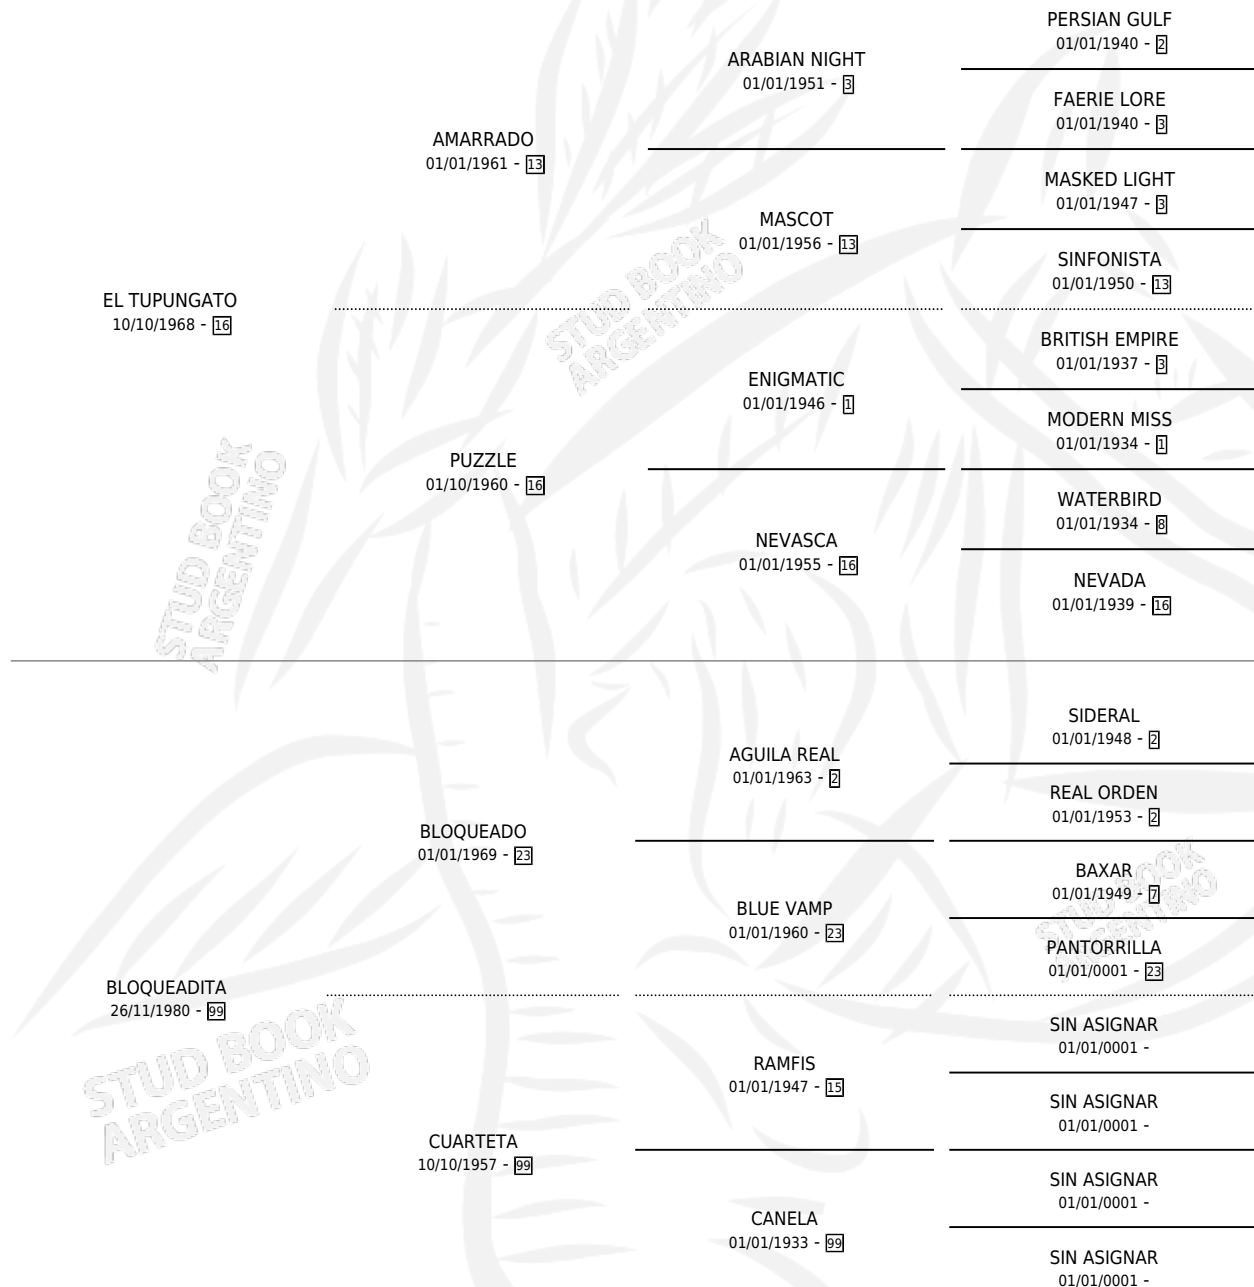 PERSIAN GULF
01/01/1940 - 2
ARABIAN NIGHT
01/01/1951 - 3
FAERIE LORE
01/01/1940 - 3
AMARRADO
01/01/1961 - 13
MASKED LIGHT
01/01/1947 - 3
MASCOT
01/01/1956 - 13
SINFONISTA
01/01/1950 - 13
EL TUPUNGATO
10/10/1968 - 16
STUD BOOK
ARGENTINO
BRITISH EMPIRE
01/01/1937 - 3
ENIGMATIC
01/01/1946 - 1
MODERN MISS
01/01/1934 - 1
PUZZLE
01/10/1960 - 16
WATERBIRD
01/01/1934 - 8
NEVASCA
01/01/1955 - 16
NEVADA
01/01/1939 - 16
STUD BOOK
ARGENTINO
SIDERAL
01/01/1948 - 2
AGUILA REAL
01/01/1963 - 2
REAL ORDEN
01/01/1953 - 2
BLOQUEADO
01/01/1969 - 23
BAXAR
01/01/1949 - 7
BLUE VAMP
01/01/1960 - 23
PANTORRILLA
01/01/0001 - 23
STUD BOOK
ARGENTINO
BLOQUEADITA
26/11/1980 - 99
SIN ASIGNAR
01/01/0001 -
RAMFIS
01/01/1947 - 15
SIN ASIGNAR
01/01/0001 -
STUD BOOK
ARGENTINO
CUARTETA
10/10/1957 - 99
SIN ASIGNAR
01/01/0001 -
CANELA
01/01/1933 - 99
SIN ASIGNAR
01/01/0001 -